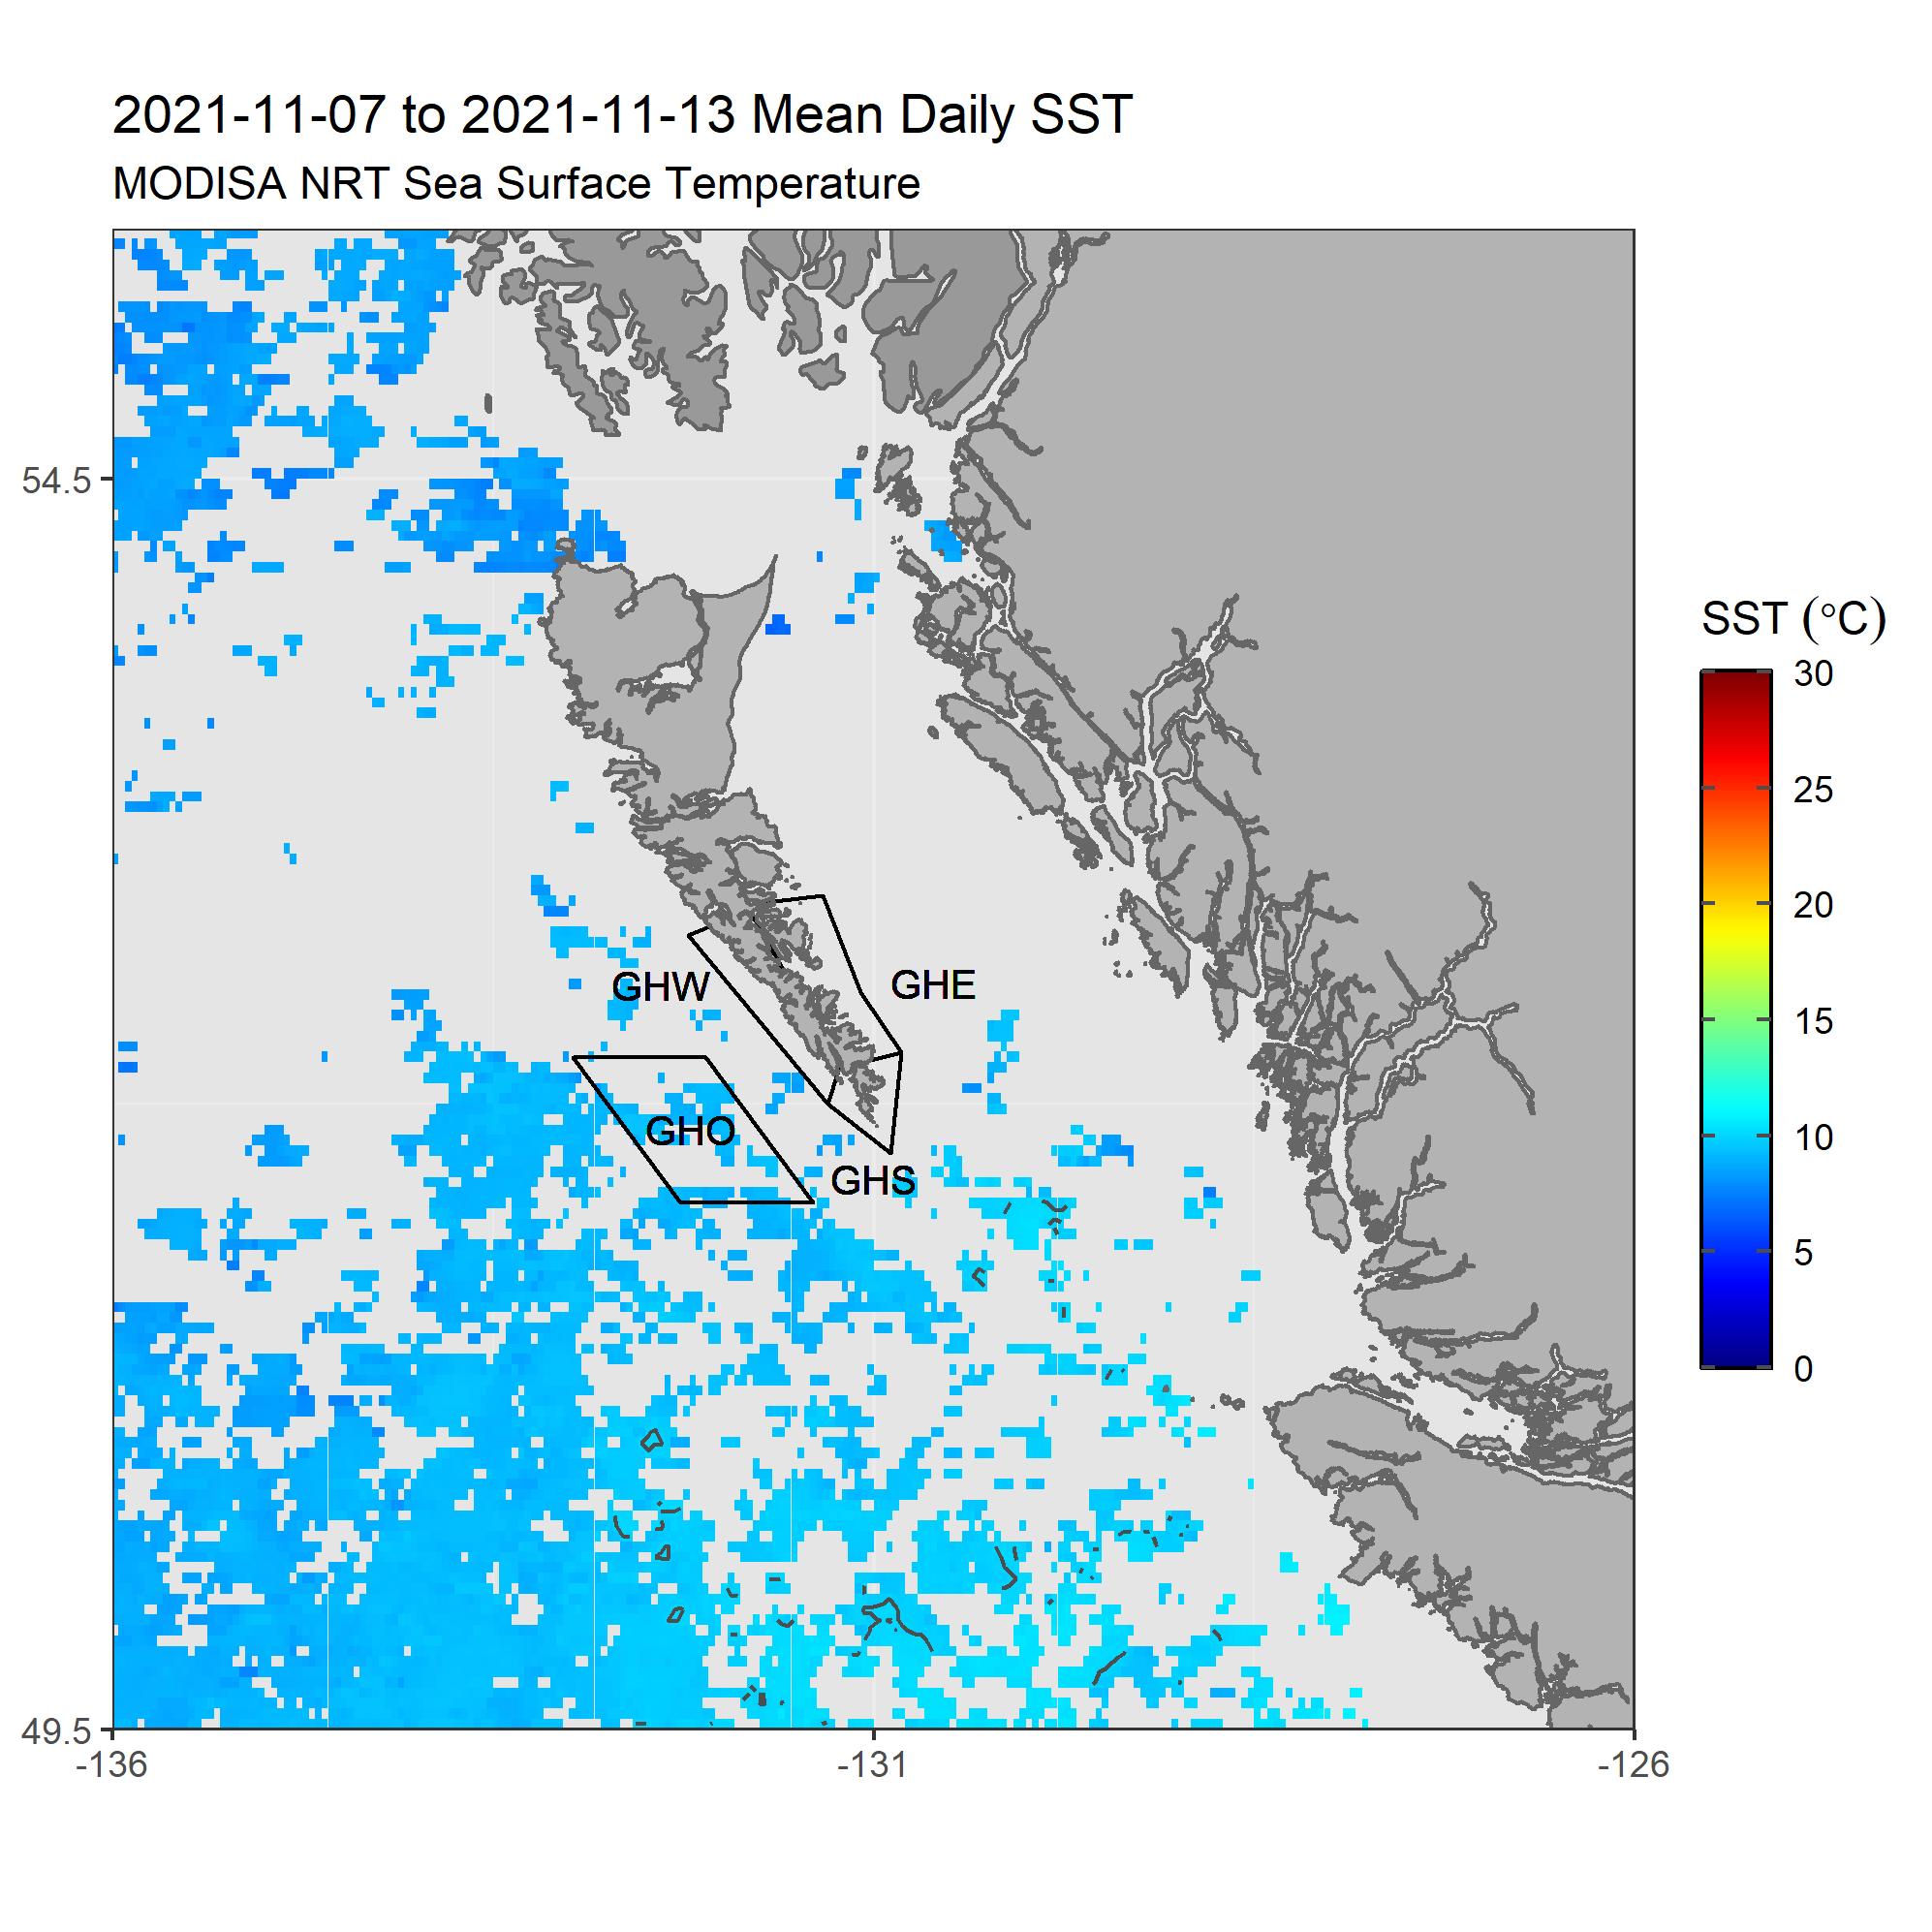 2021-11-07 to 2021-11-13 Mean Daily SST
MODISA NRT Sea Surface Temperature
54.5
49.5
-136
-131
-126
GHW
GHE
GHO
GHS
SST (°C)
30
25
20
15
10
5
0